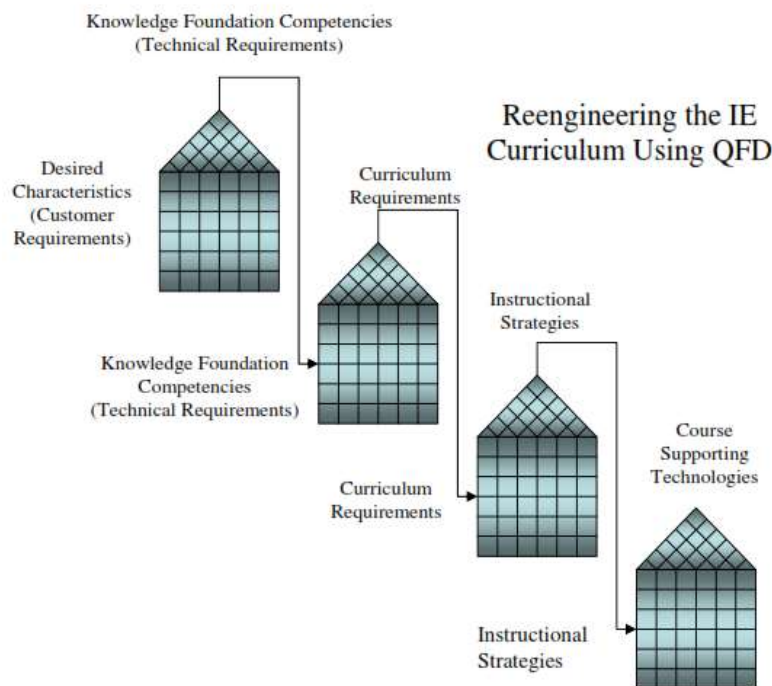 Knowledge Foundation Competencies
(Technical Requirements)
Reengineering the IE
Curriculum Using QFD
Desired
Characteristics
(Customer
Requirements)
Curriculum
Requirements
Instructional
Strategies
Knowledge Foundation
Competencies
(Technical Requirements)
Course
Supporting
Technologies
Curriculum
Requirements
Instructional
Strategies